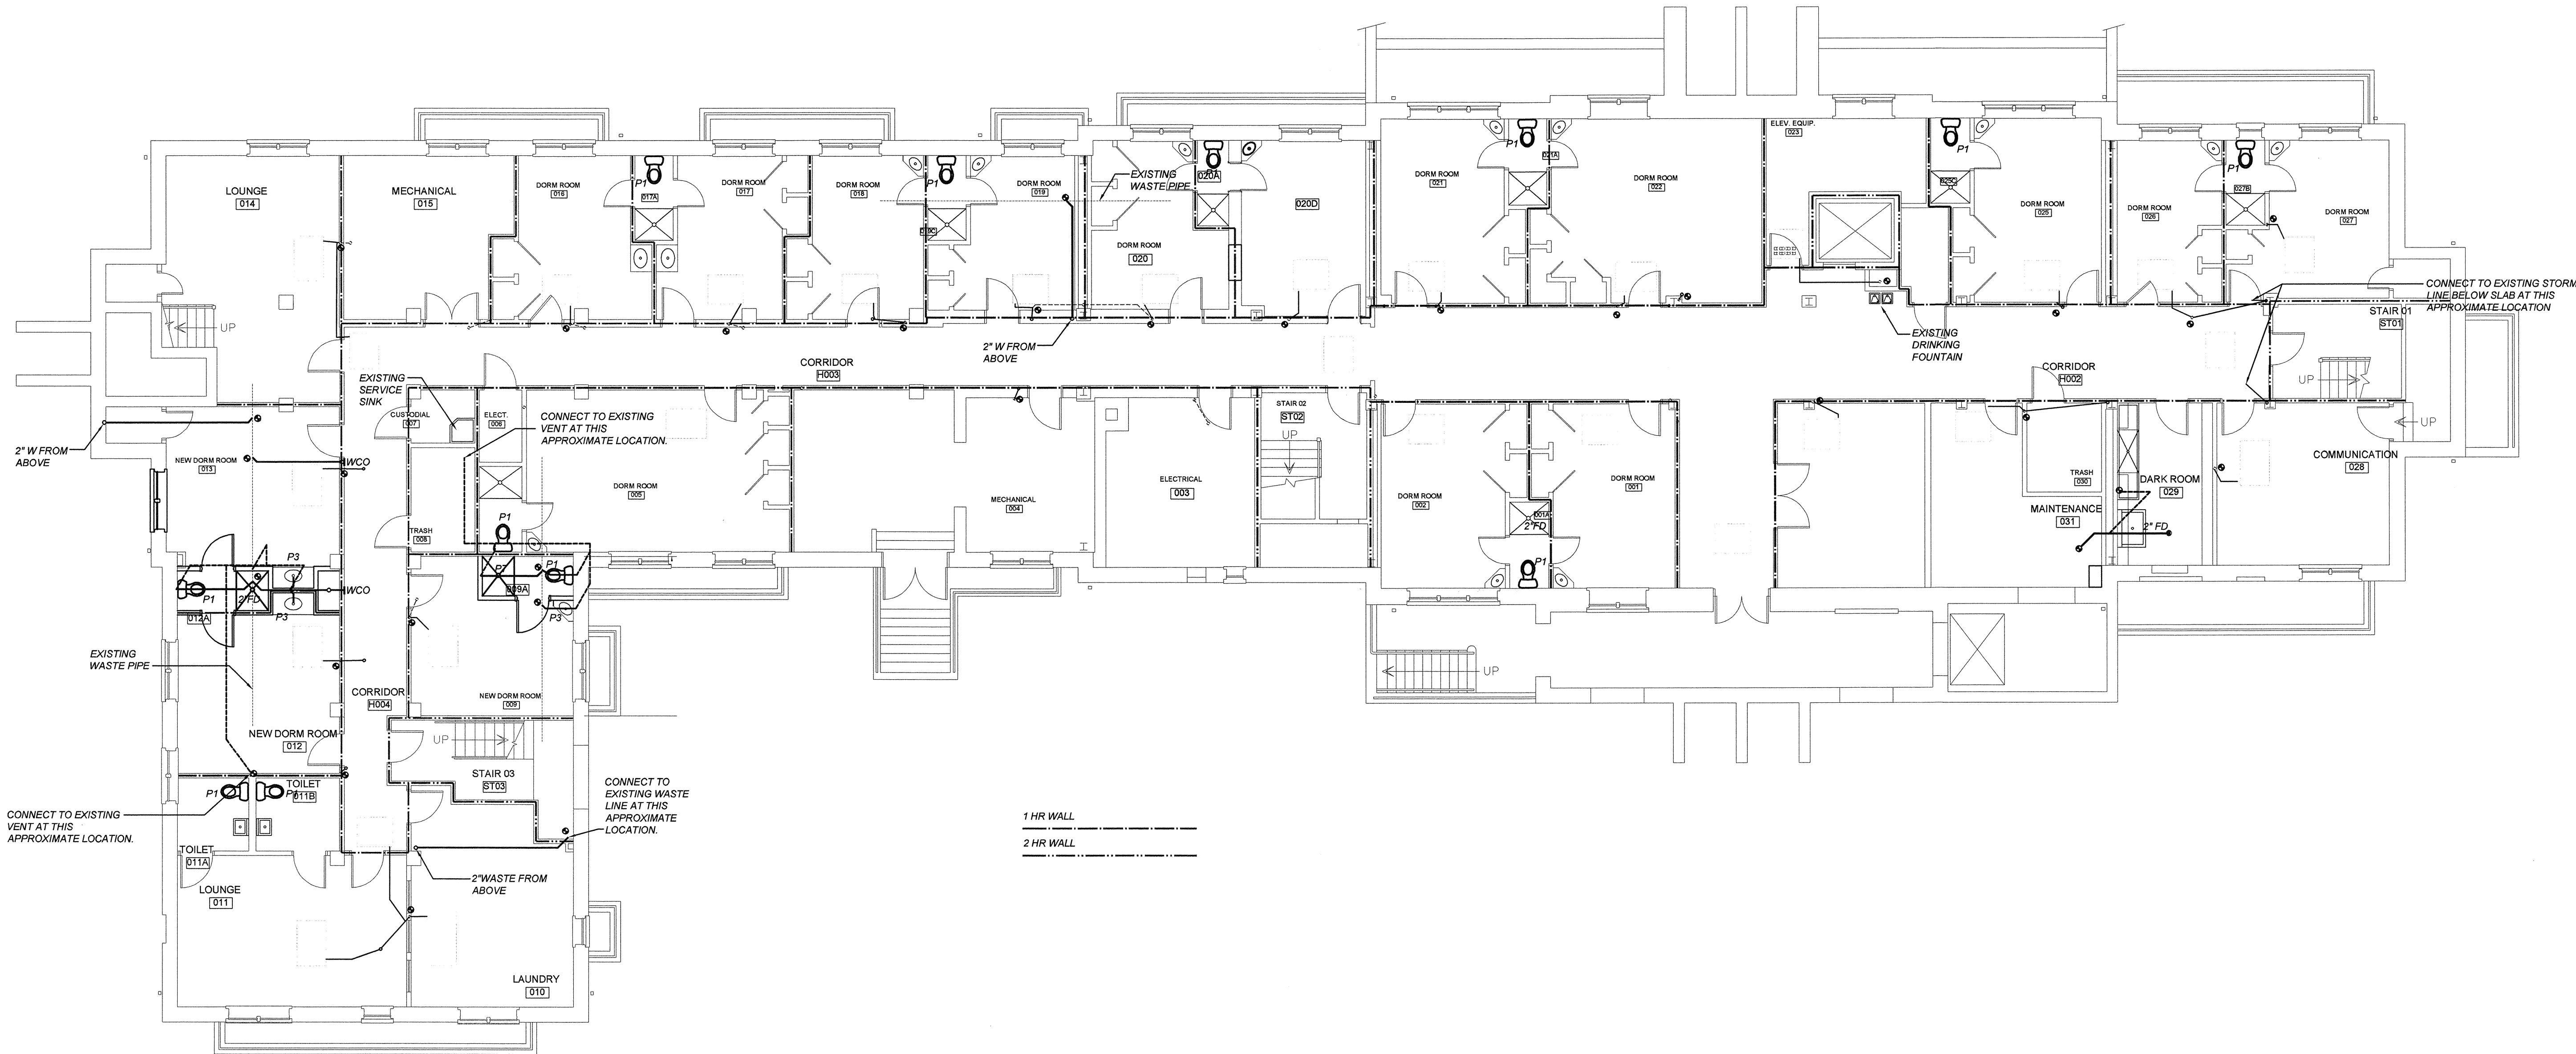 ELEV. EQUIP.
023
LOUNGE
014
MECHANICAL
015
DORM ROOM
016
P1
017A
DORM ROOM
017
DORM ROOM
018
P1
DORM ROOM
019
EXISTING
WASTE PIPE
020A
020D
DORM ROOM
020
DORM ROOM
021
P1
021A
DORM ROOM
022
P1
025C
DORM ROOM
025
DORM ROOM
026
P1
027B
DORM ROOM
027
CONNECT TO EXISTING STORM
LINE BELOW SLAB AT THIS
APPROXIMATE LOCATION
STAIR 01
ST01
UP
UP
UP
EXISTING
DRINKING
FOUNTAIN
2" W FROM
ABOVE
CORRIDOR
H003
CORRIDOR
H002
EXISTING
SERVICE
SINK
CUSTODIAL
007
ELECT.
006
CONNECT TO EXISTING
VENT AT THIS
APPROXIMATE LOCATION.
STAIR 02
ST02
UP
2" W FROM
ABOVE
NEW DORM ROOM
013
WCO
DORM ROOM
005
MECHANICAL
004
ELECTRICAL
003
DORM ROOM
002
DORM ROOM
001
001A
2"FD
P1
TRASH
030
MAINTENANCE
031
DARK ROOM
029
2" FD
COMMUNICATION
028
TRASH
008
P1
P1
009A
P3
P3
WCO
P1
2"FD
P3
012A
EXISTING
WASTE PIPE
CORRIDOR
H004
NEW DORM ROOM
009
UP
NEW DORM ROOM
012
UP
STAIR 03
ST03
TOILET
011B
P1
CONNECT TO EXISTING
VENT AT THIS
APPROXIMATE LOCATION.
TOILET
011A
LOUNGE
011
CONNECT TO
EXISTING WASTE
LINE AT THIS
APPROXIMATE
LOCATION.
2"WASTE FROM
ABOVE
LAUNDRY
010
1 HR WALL
2 HR WALL